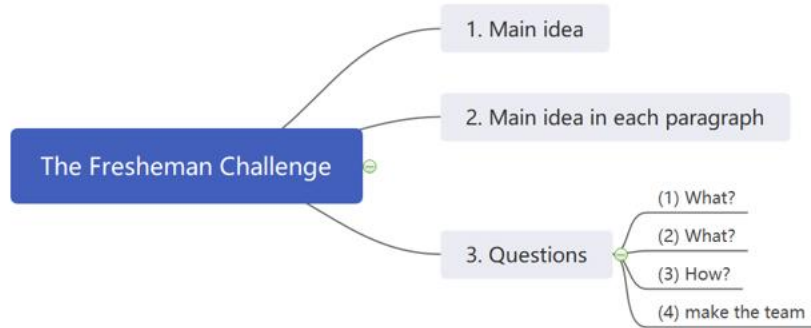 The Fresheman Challenge
1. Main idea
2. Main idea in each paragraph
3. Questions
(1) What?
(2) What?
(3) How?
(4) make the team